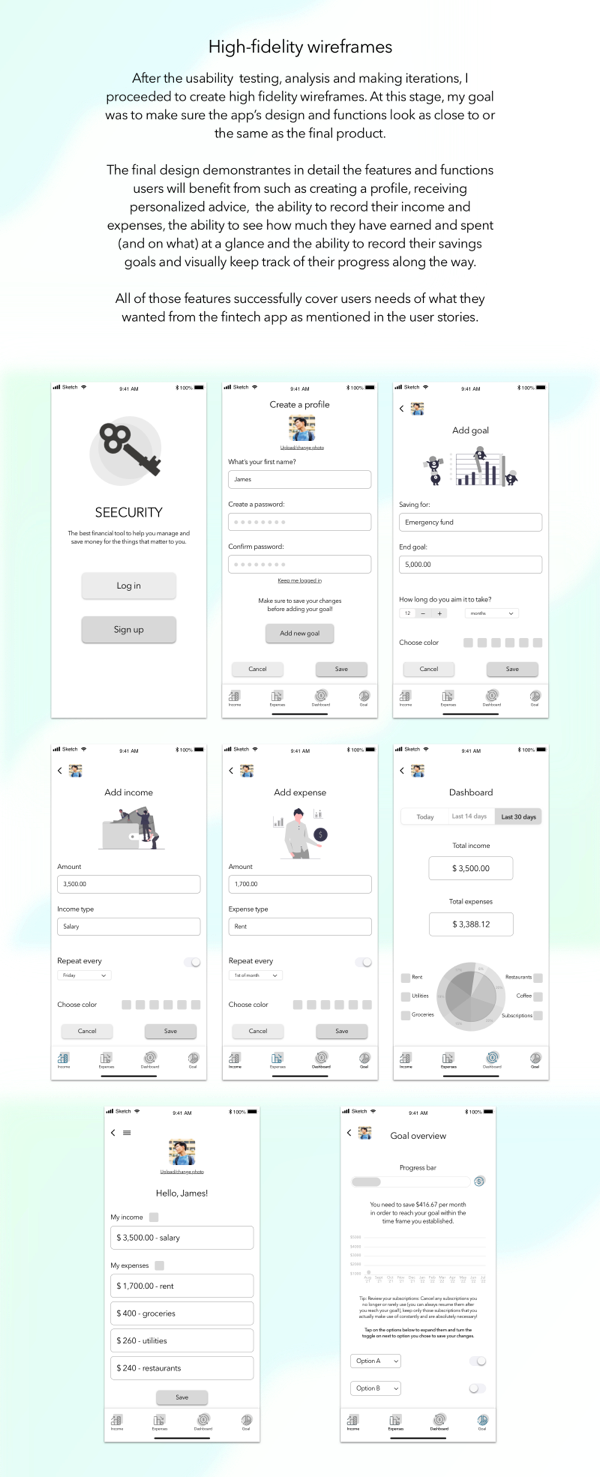 High-fidelity wireframes
After the usability testing, analysis and making iterations, I
proceeded to create high fidelity wireframes. At this stage, my goal
was to make sure the app's design and functions look as close to or
the same as the final product.
The final design demonstrantes in detail the features and functions
users will benefit from such as creating a profile, receiving
personalized advice, the ability to record their income and
expenses, the ability to see how much they have earned and spent
(and on what) at a glance and the ability to record their savings
goals and visually keep track of their progress along the way.
All of those features successfully cover users needs of what they
wanted from the fintech app as mentioned in the user stories.
Sketch 9:41 AM 100%
SEECURITY
The best financial tool to help you manage and
save money for the things that matter to you.
Log in
Sign up
Sketch 9:41 AM 100%
Create a profile
Upload/change photo
What's your first name?
James
Create a password:
Confirm password:
Keep me logged in
Make sure to save your changes
before adding your goal!
Add new goal
Cancel Save
Income Expenses Dashboard Goal
Sketch 9:41 AM 100%
Add goal
Saving for:
Emergency fund
End goal:
5,000.00
How long do you aim it to take?
12 − + months
Choose color
Cancel Save
Income Expenses Dashboard Goal
Sketch 9:41 AM 100%
Add income
Amount
3,500.00
Income type
Salary
Repeat every
Friday
Choose color
Cancel Save
Income Expenses Dashboard Goal
Sketch 9:41 AM 100%
Add expense
$
Amount
1,700.00
Expense type
Rent
Repeat every
1st of month
Choose color
Cancel Save
Income Expenses Dashboard Goal
Sketch 9:41 AM 100%
Dashboard
Today Last 14 days Last 30 days
Total income
$ 3,500.00
Total expenses
$ 3,388.12
Rent Restaurants
Utilities Coffee
Groceries Subscriptions
Income Expenses Dashboard Goal
Sketch 9:41 AM 100%
Upload/change photo
Hello, James!
My income
$ 3,500.00 - salary
My expenses
$ 1,700.00 - rent
$ 400 - groceries
$ 260 - utilities
$ 240 - restaurants
Save
Income Expenses Dashboard Goal
Sketch 9:41 AM 100%
Goal overview
Progress bar
You need to save $416.67 per month
in order to reach your goal within the
time frame you established.
Tip: Review your subscriptions: Cancel any subscriptions you
no longer or rarely use (you can always resume them after
you reach your goal), keep only those subscriptions that you
actually make use of constantly and are absolutely necessary!
Tap on the options below to expand them and turn the
toggle on next to option you chose to save your changes.
Option A
Option B
Income Expenses Dashboard Goal